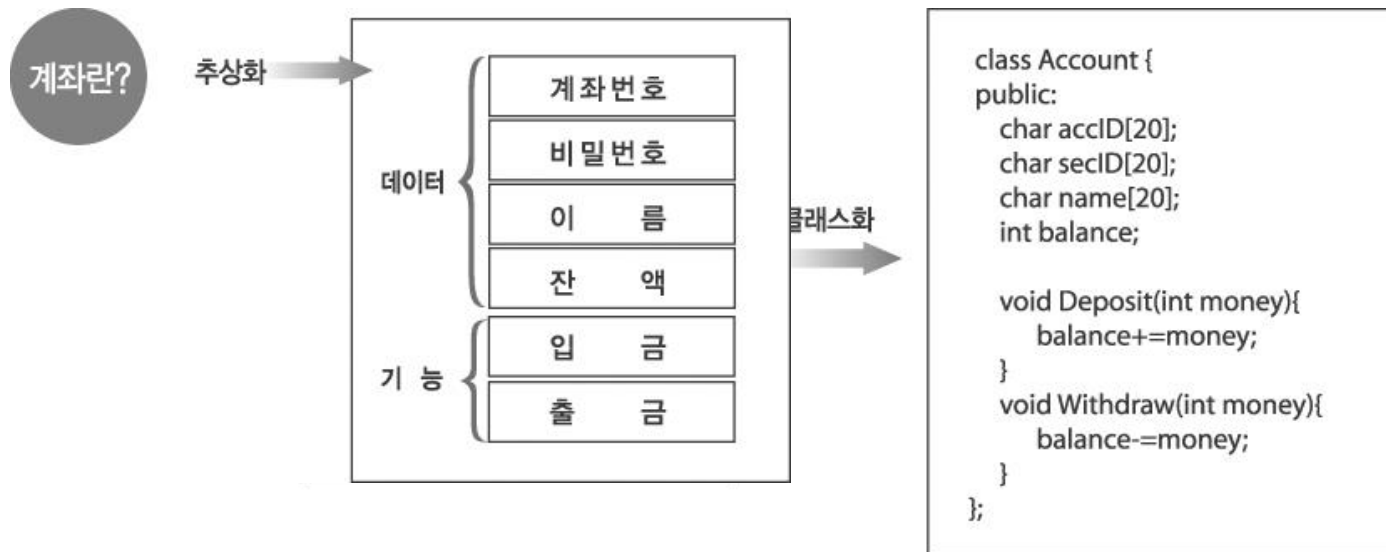 계좌란?
추상화
데이터
계좌번호
비밀번호
이 름
잔 액
기 능
입 금
출 금
클래스화
class Account {
public:
char accID[20];
char secID[20];
char name[20];
int balance;
void Deposit(int money){
balance+=money;
}
void Withdraw(int money){
balance-=money;
}
};